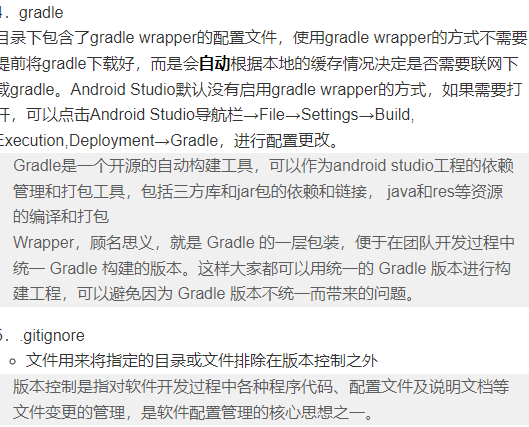 4．gradle
目录下包含了gradle wrapper的配置文件，使用gradle wrapper的方式不需要
提前将gradle下载好，而是会自动根据本地的缓存情况决定是否需要联网下
载gradle。Android Studio默认没有启用gradle wrapper的方式，如果需要打
开，可以点击Android Studio导航栏→File→Settings→Build,
Execution,Deployment→Gradle，进行配置更改。
Gradle是一个开源的自动构建工具，可以作为android studio工程的依赖
管理和打包工具，包括三方库和jar包的依赖和链接， java和res等资源
的编译和打包
Wrapper，顾名思义，就是 Gradle 的一层包装，便于在团队开发过程中
统一 Gradle 构建的版本。这样大家都可以用统一的 Gradle 版本进行构
建工程，可以避免因为 Gradle 版本不统一而带来的问题。
5．.gitignore
文件用来将指定的目录或文件排除在版本控制之外
版本控制是指对软件开发过程中各种程序代码、配置文件及说明文档等
文件变更的管理，是软件配置管理的核心思想之一。